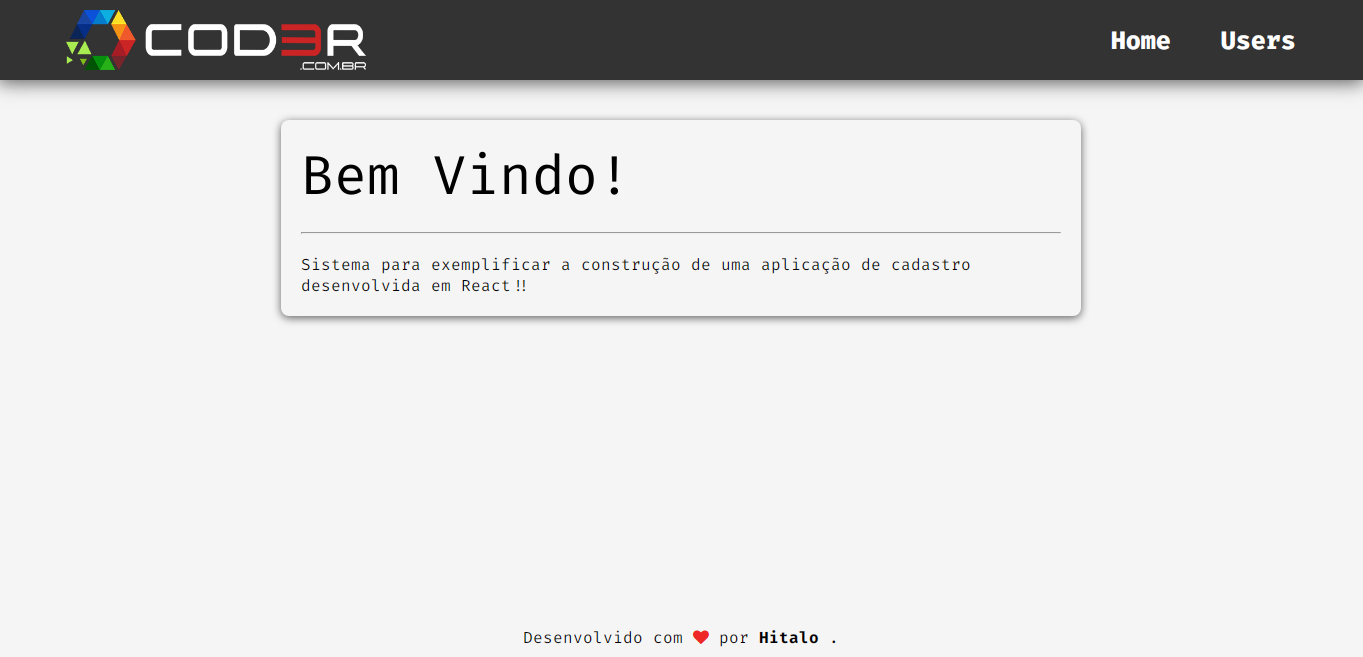 COD3R
.COM.BR
Home Users
Bem Vindo!
Sistema para exemplificar a construção de uma aplicação de cadastro
desenvolvida em React!!
Desenvolvido com ❤ por Hitalo .